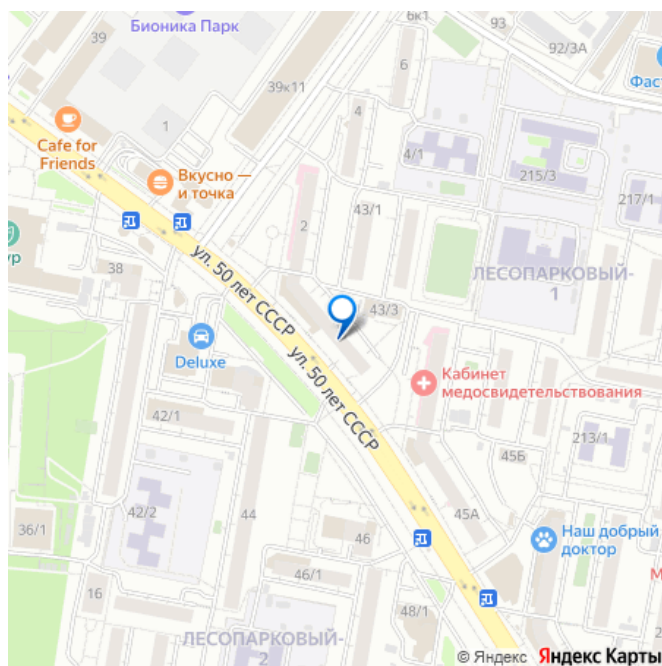 6к1
93
Бионика Парк
92/3А
39
6
Фаст
39к11
4
1
Cafe for
Friends
4/1
215/3
Вкусно —
и точка
217/1
43/1
2
ур
38
ул. 50 лет СССР
ЛЕСОПАРКОВЫЙ-
1
43/3
Deluxe
ул. 50 лет СССР
Кабинет
медосвидетельствования
42/1
213/1
45Б
42/2
44
45А
36/1
Наш добрый
доктор
46
46/1
М
16
48/1
ЛЕСОПАРКОВЫЙ-
2
© Яндекс Яндекс Карты